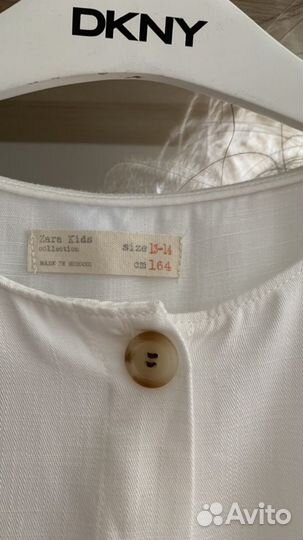 DKNY
Zara Kids
collection
size 13-14
MADE IN MOROCCO
cm 164
Avito